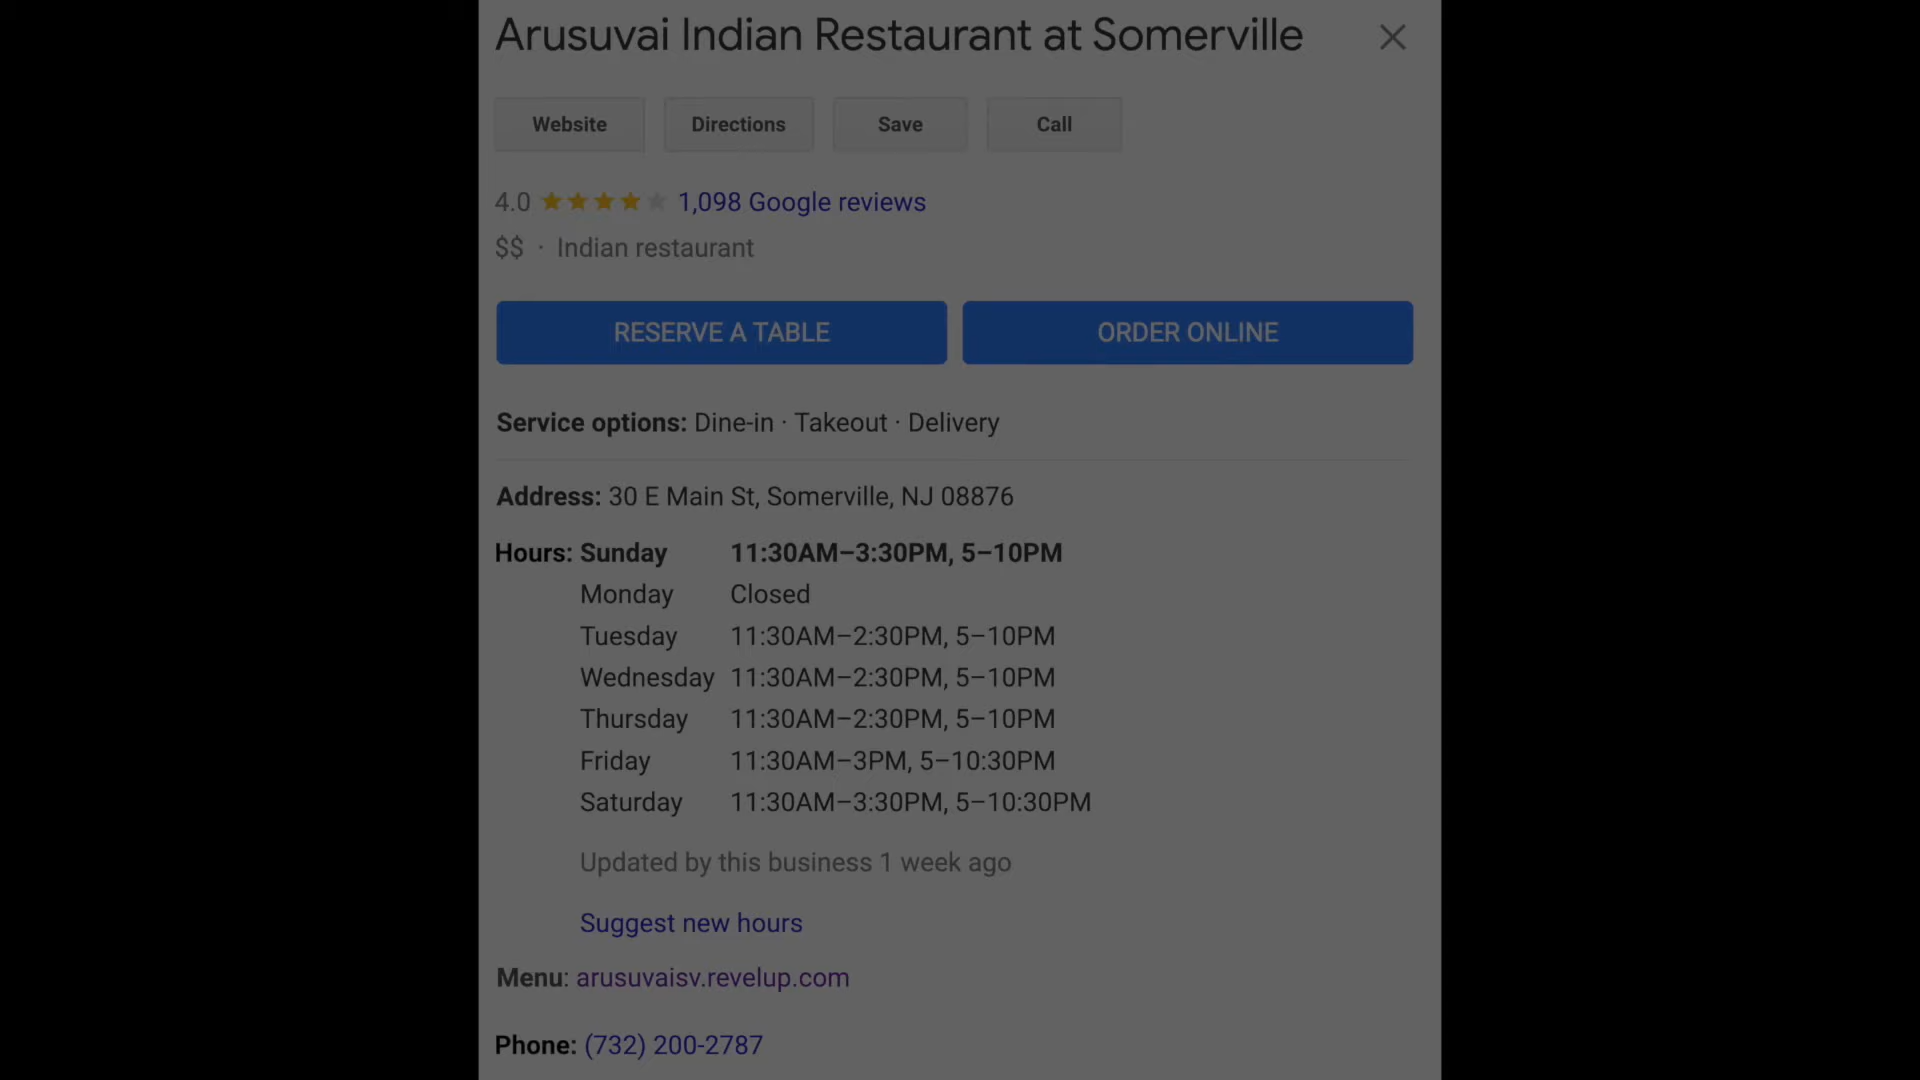 Arusuvai Indian Restaurant at Somerville
Website Directions Save Call
4.0 1,098 Google reviews
$$ · Indian restaurant
RESERVE A TABLE ORDER ONLINE
Service options: Dine-in · Takeout · Delivery
Address: 30 E Main St, Somerville, NJ 08876
Hours: Sunday 11:30AM–3:30PM, 5–10PM
Monday Closed
Tuesday 11:30AM–2:30PM, 5–10PM
Wednesday 11:30AM–2:30PM, 5–10PM
Thursday 11:30AM–2:30PM, 5–10PM
Friday 11:30AM–3PM, 5–10:30PM
Saturday 11:30AM–3:30PM, 5–10:30PM
Updated by this business 1 week ago
Suggest new hours
Menu: arusuvaisv.revelup.com
Phone: (732) 200-2787